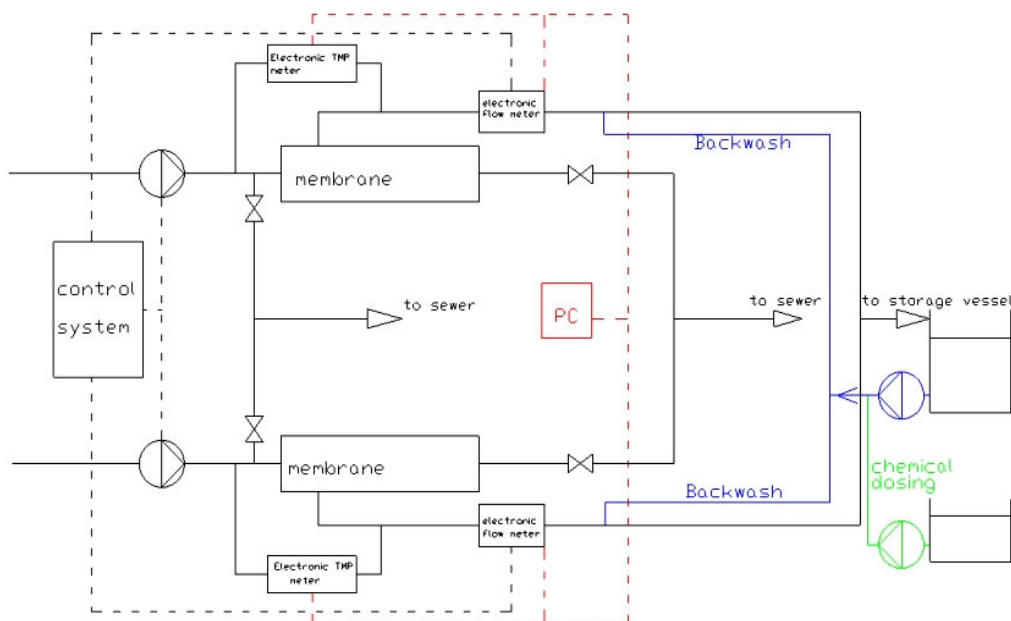 Electronic TMP
meter
electronic
flow meter
Backwash
membrane
control
system
to sewer
PC
to sewer
to storage vessel
membrane
Backwash
chemical
dosing
electronic
flow meter
Electronic TMP
meter